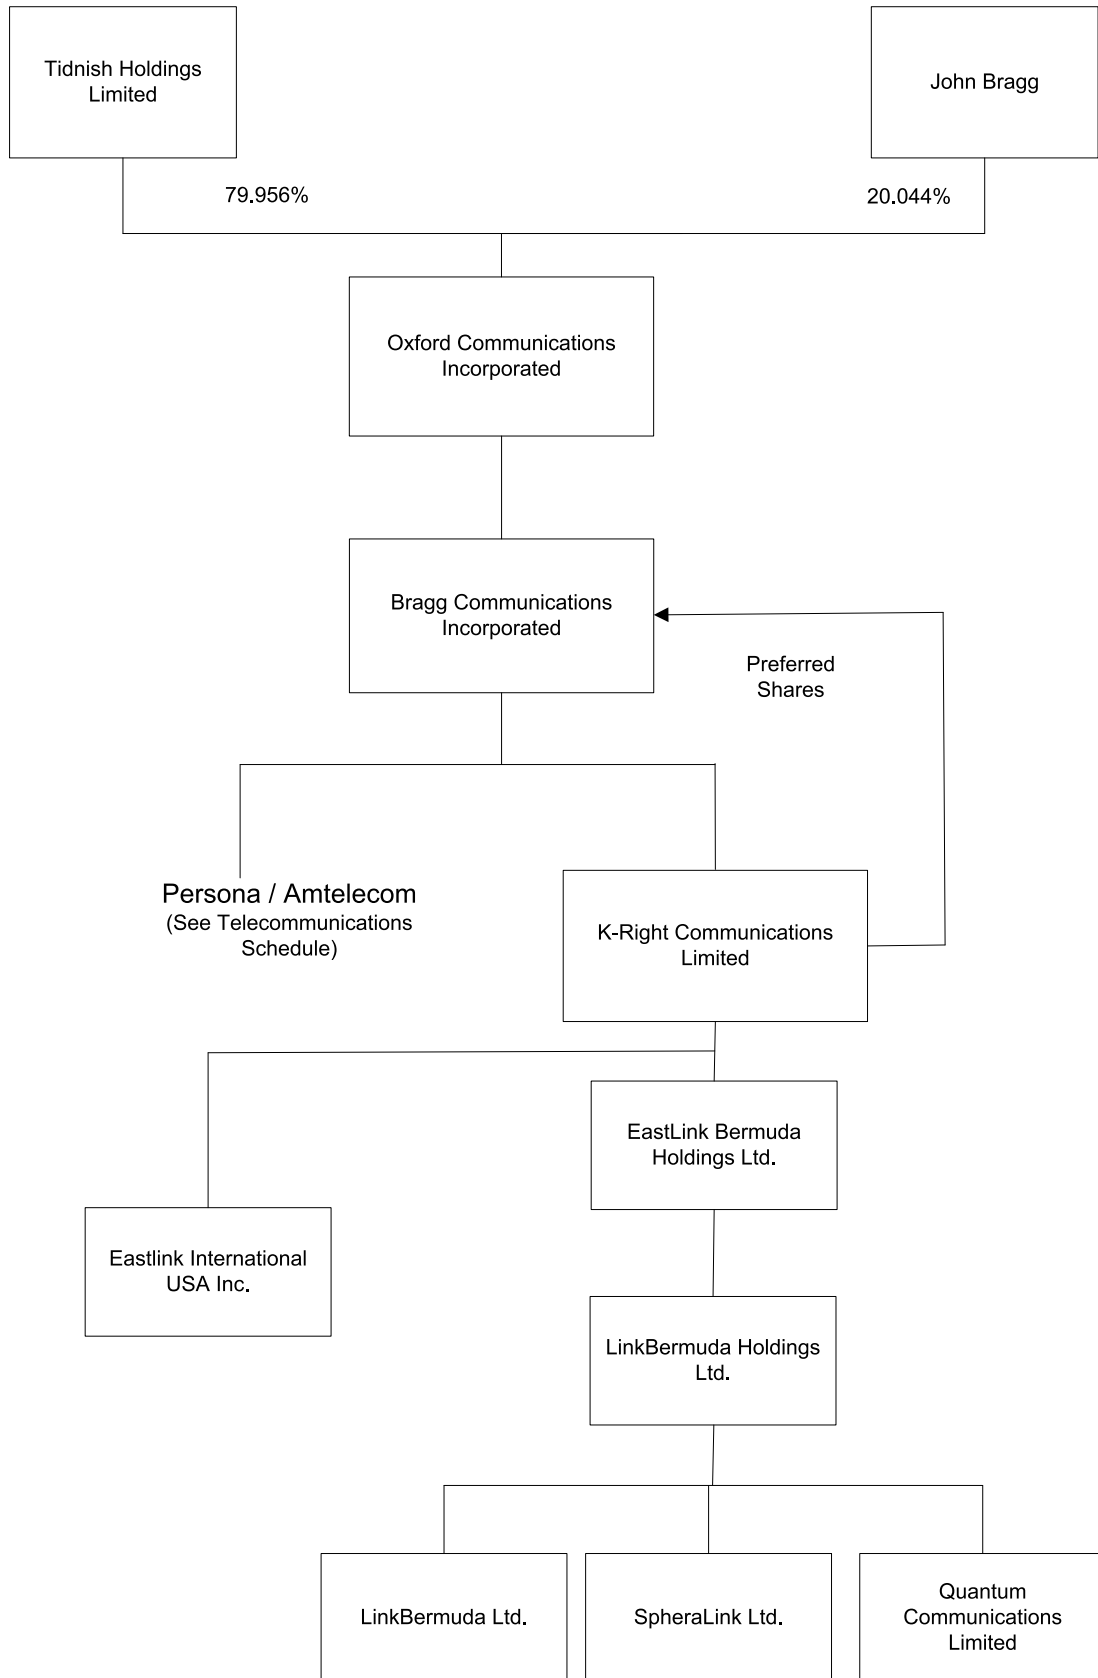 Tidnish Holdings
Limited
John Bragg
79.956%
20.044%
Oxford Communications
Incorporated
Bragg Communications
Incorporated
Preferred
Shares
Persona / Amtelecom
(See Telecommunications
Schedule)
K-Right Communications
Limited
EastLink Bermuda
Holdings Ltd.
Eastlink International
USA Inc.
LinkBermuda Holdings
Ltd.
LinkBermuda Ltd.
SpheraLink Ltd.
Quantum
Communications
Limited